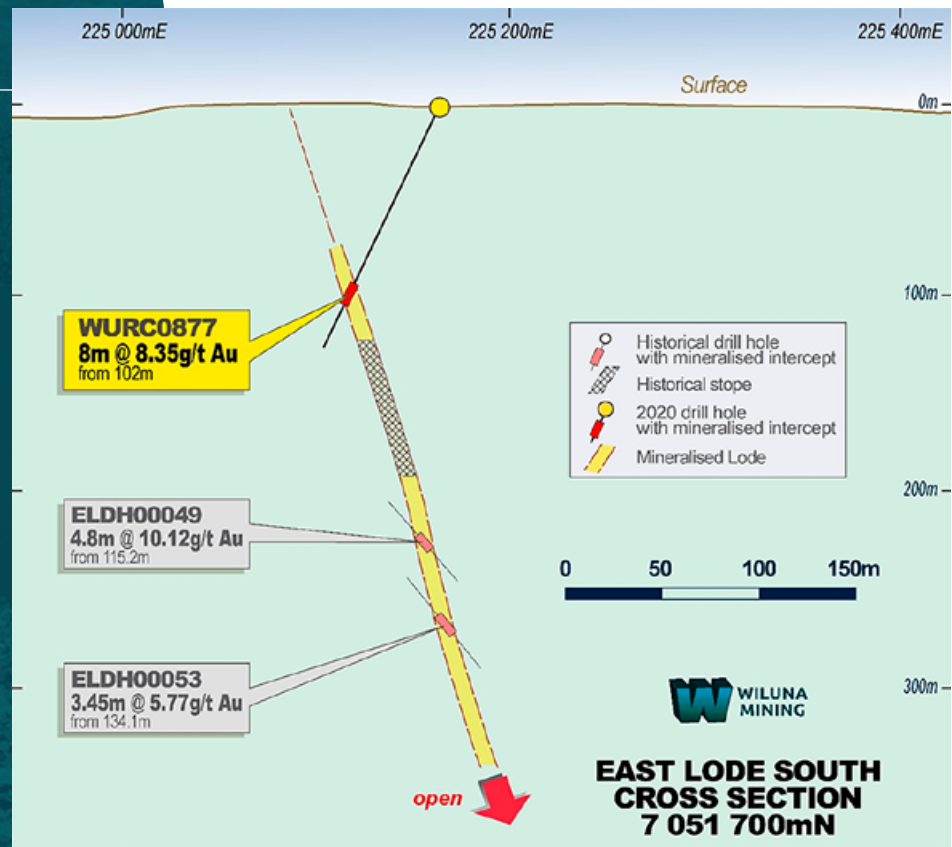 225 000mE
225 200mE
225 400mE
Surface
0m
100m
WURC0877
8m @ 8.35g/t Au
from 102m
Historical drill hole
with mineralised intercept
Historical stope
2020 drill hole
with mineralised intercept
Mineralised Lode
200m
ELDH00049
4.8m @ 10.12g/t Au
from 115.2m
0 50 100 150m
ELDH00053
3.45m @ 5.77g/t Au
from 134.1m
300m
WILUNA
MINING
open
EAST LODE SOUTH
CROSS SECTION
7 051 700mN